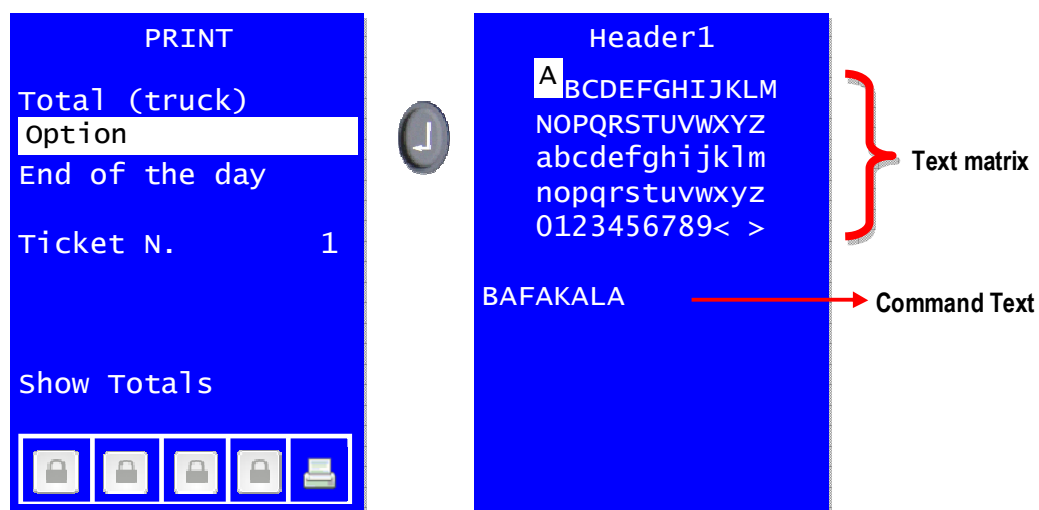 PRINT
Total (truck)
Option
End of the day
Ticket N. 1
Show Totals
Header1
ABCDEFGHIJKLM
NOPQRSTUVWXYZ
abcdefghijklm
nopqrstuvwxyz
0123456789< >
BAFAKALA
Text matrix
Command Text